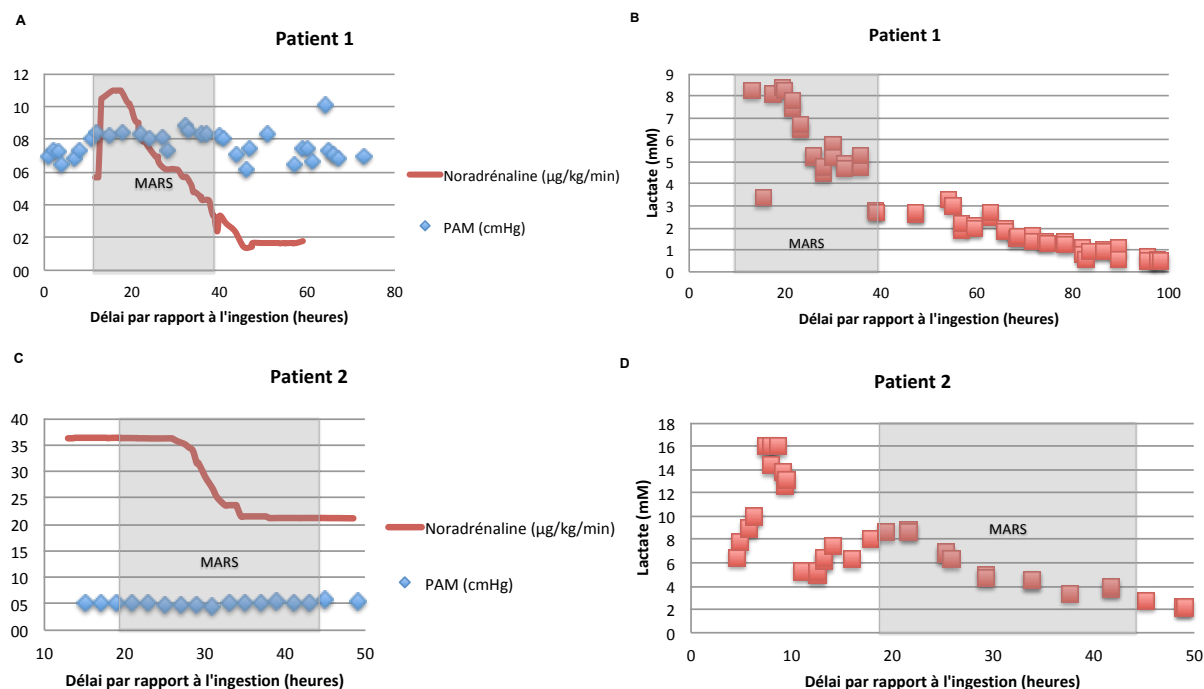 A
Patient 1
12
10
08
06
04
02
00
0 20 40 60 80
MARS
Délai par rapport à l'ingestion (heures)
Noradrénaline (µg/kg/min)
PAM (cmHg)
B
Patient 1
Lactate (mM)
9
8
7
6
5
4
3
2
1
0
0 20 40 60 80 100
MARS
Délai par rapport à l'ingestion (heures)
C
Patient 2
40
35
30
25
20
15
10
05
00
10 20 30 40 50
MARS
Délai par rapport à l'ingestion (heures)
Noradrénaline (µg/kg/min)
PAM (cmHg)
D
Patient 2
Lactate (mM)
18
16
14
12
10
8
6
4
2
0
0 10 20 30 40 50
MARS
Délai par rapport à l'ingestion (heures)